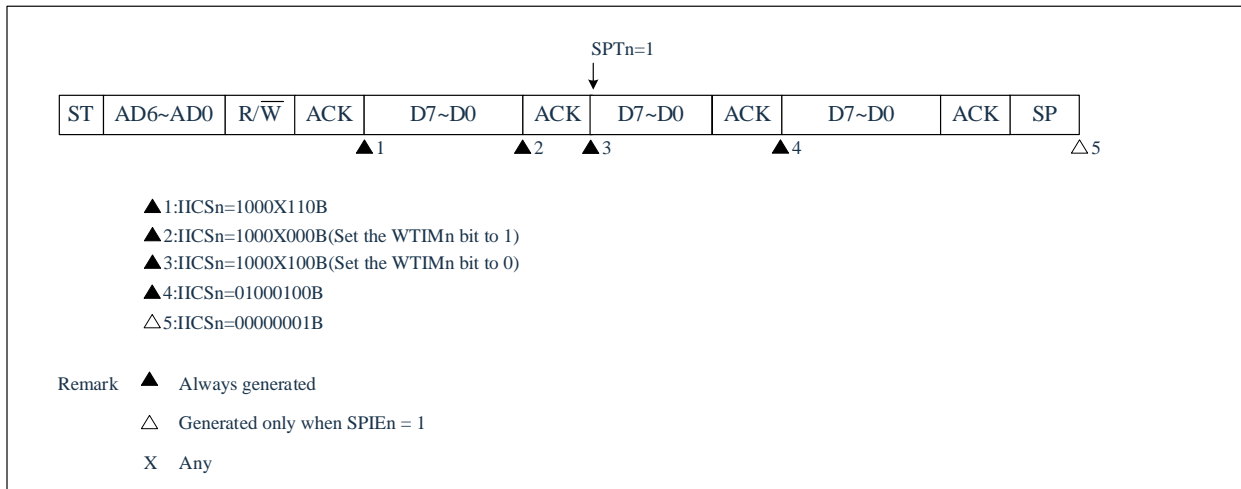 SPTn=1
ST AD6~AD0 R/W̅ ACK D7~D0 ACK D7~D0 ACK D7~D0 ACK SP
▲1 ▲2 ▲3 ▲4 △5
▲1:IICSn=1000X110B
▲2:IICSn=1000X000B(Set the WTIMn bit to 1)
▲3:IICSn=1000X100B(Set the WTIMn bit to 0)
▲4:IICSn=01000100B
△5:IICSn=00000001B
Remark ▲ Always generated
△ Generated only when SPIEn = 1
X Any